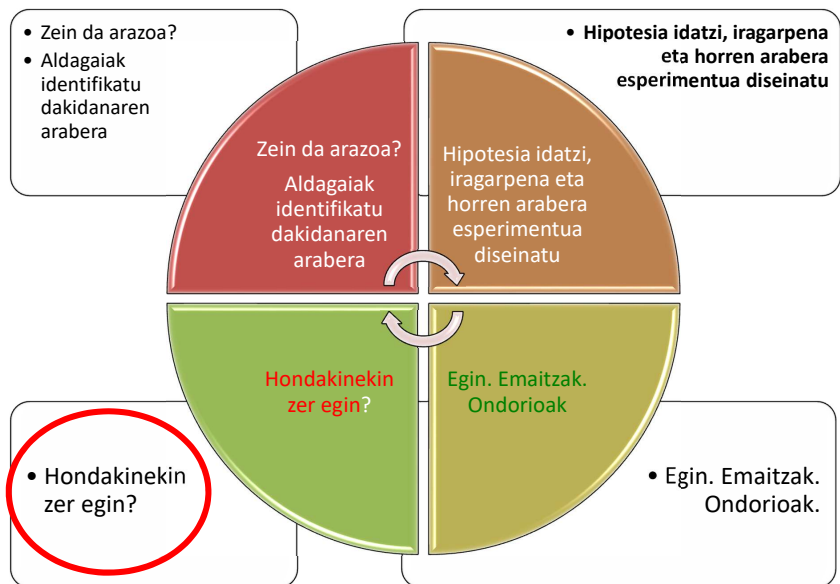 • Zein da arazoa?
• Aldagaiak
identifikatu
dakidanaren
arabera
• Hipotesia idatzi, iragarpena
eta horren arabera
esperimentua diseinatu
Zein da arazoa?
Aldagaiak
identifikatu
dakidanaren
arabera
Hipotesia idatzi,
iragarpena eta
horren arabera
esperimentua
diseinatu
Hondakinekin
zer egin?
Egin. Emaitzak.
Ondorioak
• Hondakinekin
zer egin?
• Egin. Emaitzak.
Ondorioak.